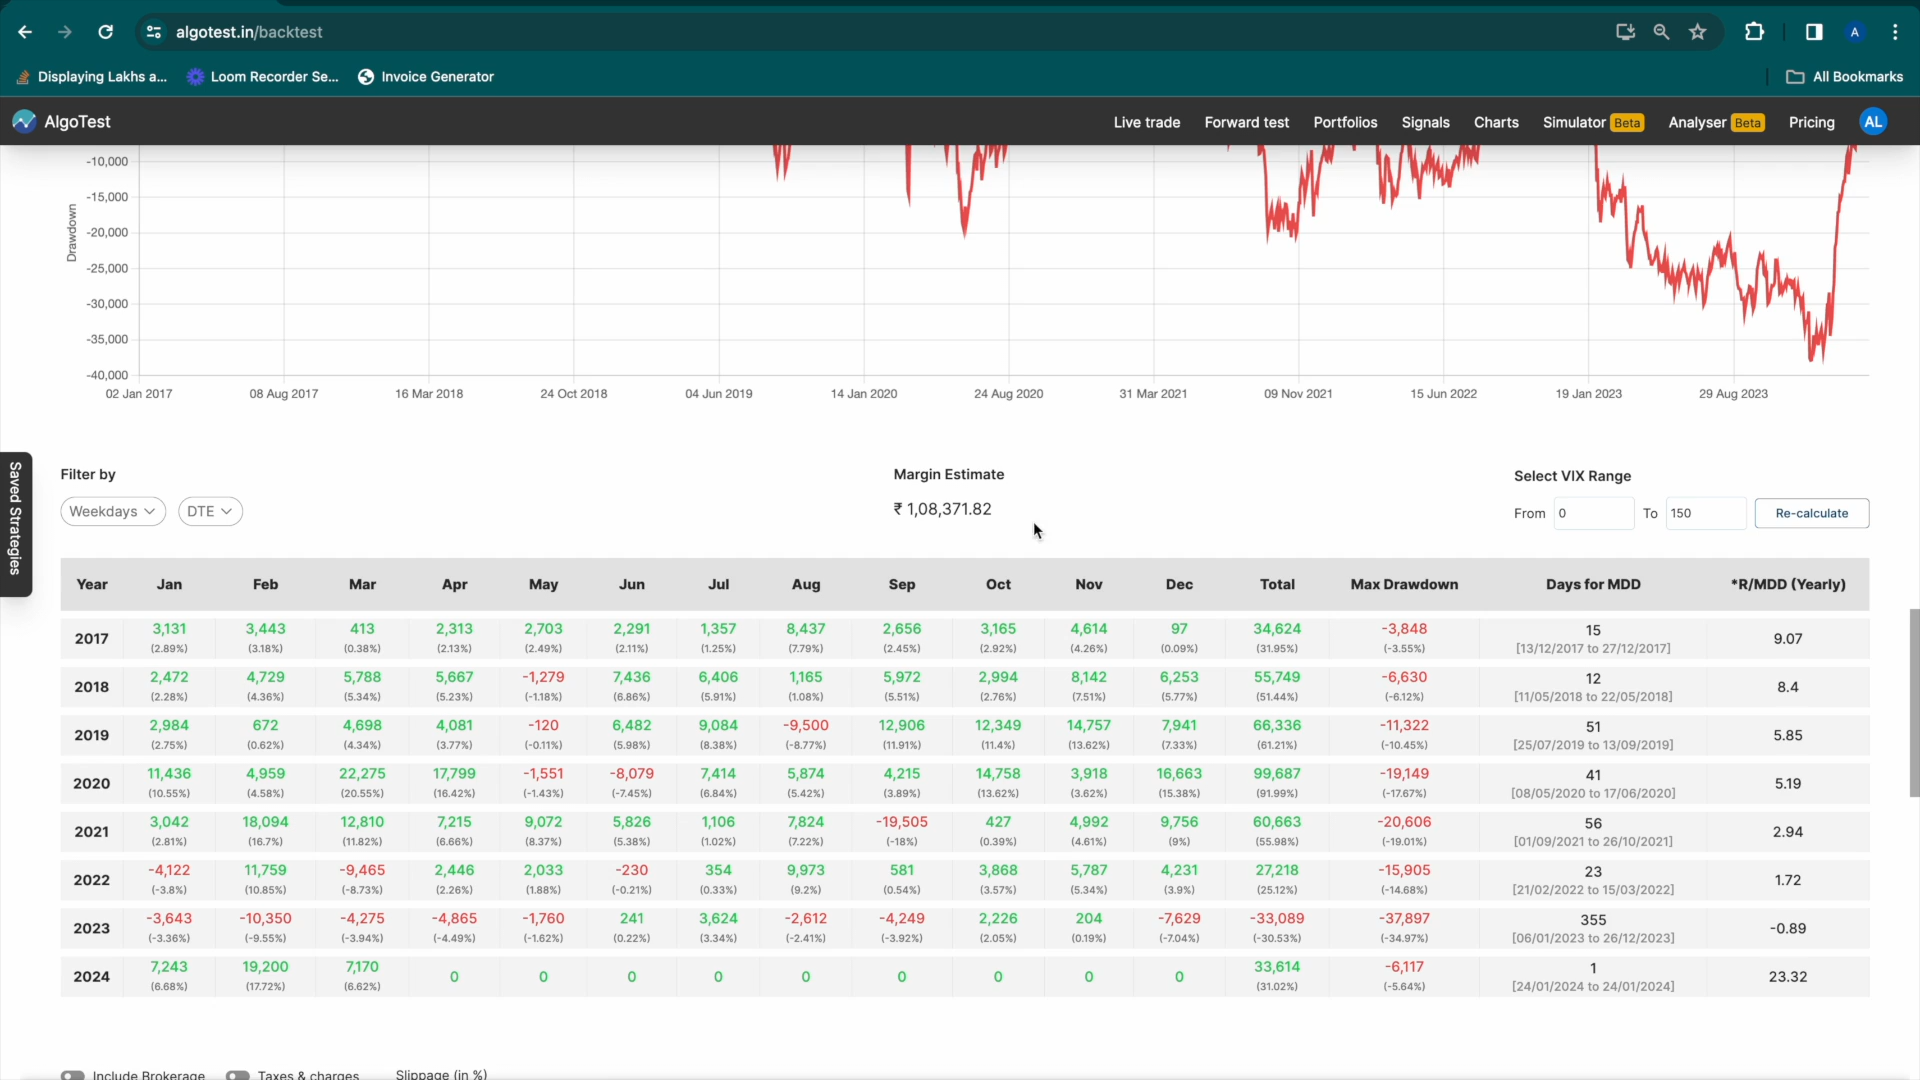 algotest.in/backtest
A
Displaying Lakhs a...
Loom Recorder Se...
Invoice Generator
All Bookmarks
AlgoTest
Live trade
Forward test
Portfolios
Signals
Charts
Simulator Beta
Analyser Beta
Pricing
AL
Drawdown
-10,000
-15,000
-20,000
-25,000
-30,000
-35,000
-40,000
02 Jan 2017 08 Aug 2017 16 Mar 2018 24 Oct 2018 04 Jun 2019 14 Jan 2020 24 Aug 2020 31 Mar 2021 09 Nov 2021 15 Jun 2022 19 Jan 2023 29 Aug 2023
Saved Strategies
Filter by
Weekdays DTE
Margin Estimate
₹ 1,08,371.82
Select VIX Range
From 0 To 150 Re-calculate
Year Jan Feb Mar Apr May Jun Jul Aug Sep Oct Nov Dec Total Max Drawdown Days for MDD *R/MDD (Yearly)
2017 3,131 3,443 413 2,313 2,703 2,291 1,357 8,437 2,656 3,165 4,614 97 34,624 -3,848 15 9.07
(2.89%) (3.18%) (0.38%) (2.13%) (2.49%) (2.11%) (1.25%) (7.79%) (2.45%) (2.92%) (4.26%) (0.09%) (31.95%) (-3.55%) [13/12/2017 to 27/12/2017]
2018 2,472 4,729 5,788 5,667 -1,279 7,436 6,406 1,165 5,972 2,994 8,142 6,253 55,749 -6,630 12 8.4
(2.28%) (4.36%) (5.34%) (5.23%) (-1.18%) (6.86%) (5.91%) (1.08%) (5.51%) (2.76%) (7.51%) (5.77%) (51.44%) (-6.12%) [11/05/2018 to 22/05/2018]
2019 2,984 672 4,698 4,081 -120 6,482 9,084 -9,500 12,906 12,349 14,757 7,941 66,336 -11,322 51 5.85
(2.75%) (0.62%) (4.34%) (3.77%) (-0.11%) (5.98%) (8.38%) (-8.77%) (11.91%) (11.4%) (13.62%) (7.33%) (61.21%) (-10.45%) [25/07/2019 to 13/09/2019]
2020 11,436 4,959 22,275 17,799 -1,551 -8,079 7,414 5,874 4,215 14,758 3,918 16,663 99,687 -19,149 41 5.19
(10.55%) (4.58%) (20.55%) (16.42%) (-1.43%) (-7.45%) (6.84%) (5.42%) (3.89%) (13.62%) (3.62%) (15.38%) (91.99%) (-17.67%) [08/05/2020 to 17/06/2020]
2021 3,042 18,094 12,810 7,215 9,072 5,826 1,106 7,824 -19,505 427 4,992 9,756 60,663 -20,606 56 2.94
(2.81%) (16.7%) (11.82%) (6.66%) (8.37%) (5.38%) (1.02%) (7.22%) (-18%) (0.39%) (4.61%) (9%) (55.98%) (-19.01%) [01/09/2021 to 26/10/2021]
2022 -4,122 11,759 -9,465 2,446 2,033 -230 354 9,973 581 3,868 5,787 4,231 27,218 -15,905 23 1.72
(-3.8%) (10.85%) (-8.73%) (2.26%) (1.88%) (-0.21%) (0.33%) (9.2%) (0.54%) (3.57%) (5.34%) (3.9%) (25.12%) (-14.68%) [21/02/2022 to 15/03/2022]
2023 -3,643 -10,350 -4,275 -4,865 -1,760 241 3,624 -2,612 -4,249 2,226 204 -7,629 -33,089 -37,897 355 -0.89
(-3.36%) (-9.55%) (-3.94%) (-4.49%) (-1.62%) (0.22%) (3.34%) (-2.41%) (-3.92%) (2.05%) (0.19%) (-7.04%) (-30.53%) (-34.97%) [06/01/2023 to 26/12/2023]
2024 7,243 19,200 7,170 0 0 0 0 0 0 0 0 0 33,614 -6,117 1 23.32
(6.68%) (17.72%) (6.62%) (31.02%) (-5.64%) [24/01/2024 to 24/01/2024]
Include Brokerage Taxes & charges Slippage (in %)